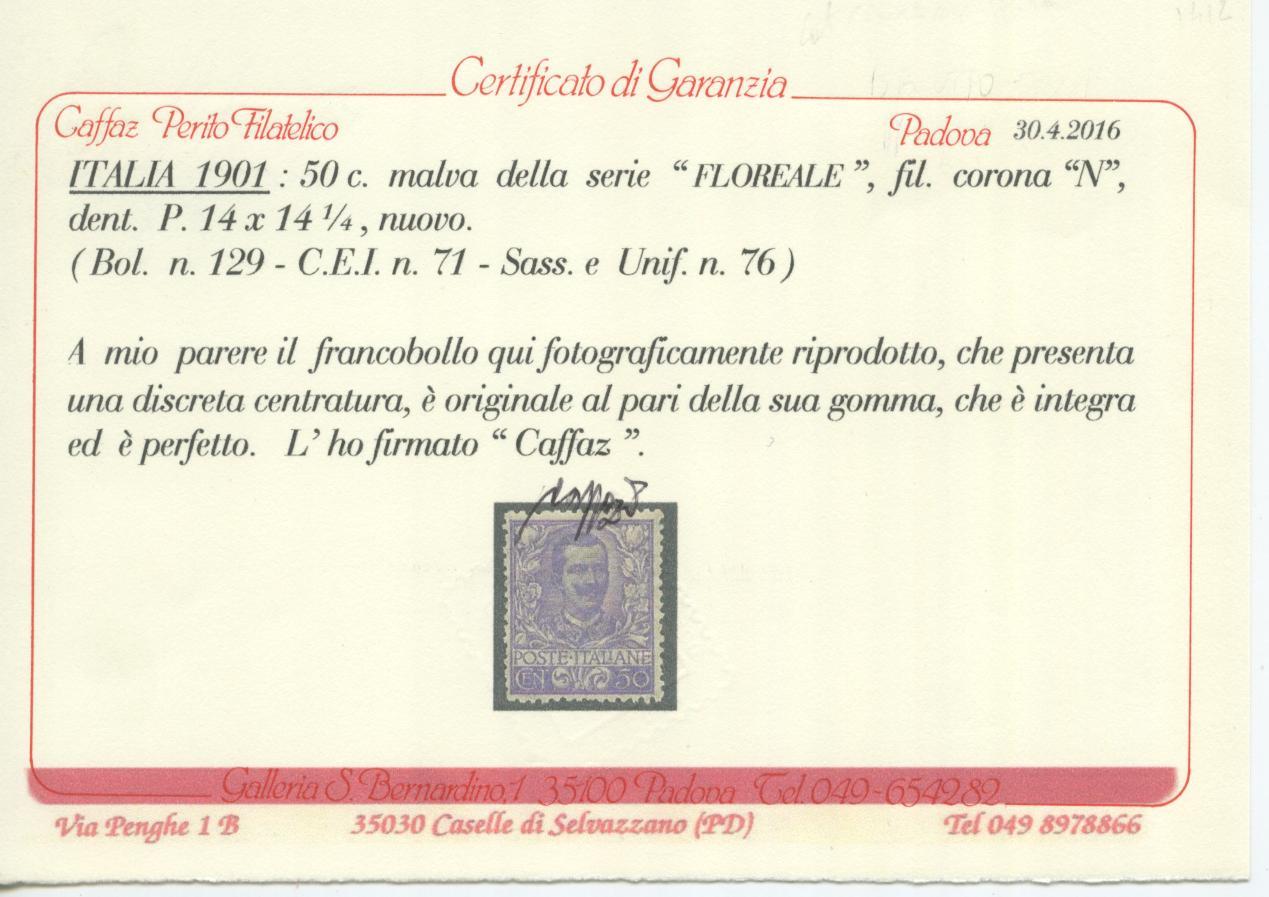 Certificato di Garanzia
Caffaz Perito Filatelico Padova 30.4.2016
ITALIA 1901 : 50 c. malva della serie “ FLOREALE ”, fil. corona “N”,
dent. P. 14 x 14 ¼ , nuovo.
( Bol. n. 129 - C.E.I. n. 71 - Sass. e Unif. n. 76 )
A mio parere il francobollo qui fotograficamente riprodotto, che presenta
una discreta centratura, è originale al pari della sua gomma, che è integra
ed è perfetto. L’ ho firmato “ Caffaz ”.
POSTE·ITALIANE
CEN 50
Galleria S. Bernardino,1 35100 Padova Tel. 049-654282
Via Penghe 1 B 35030 Caselle di Selvazzano (PD) Tel 049 8978866